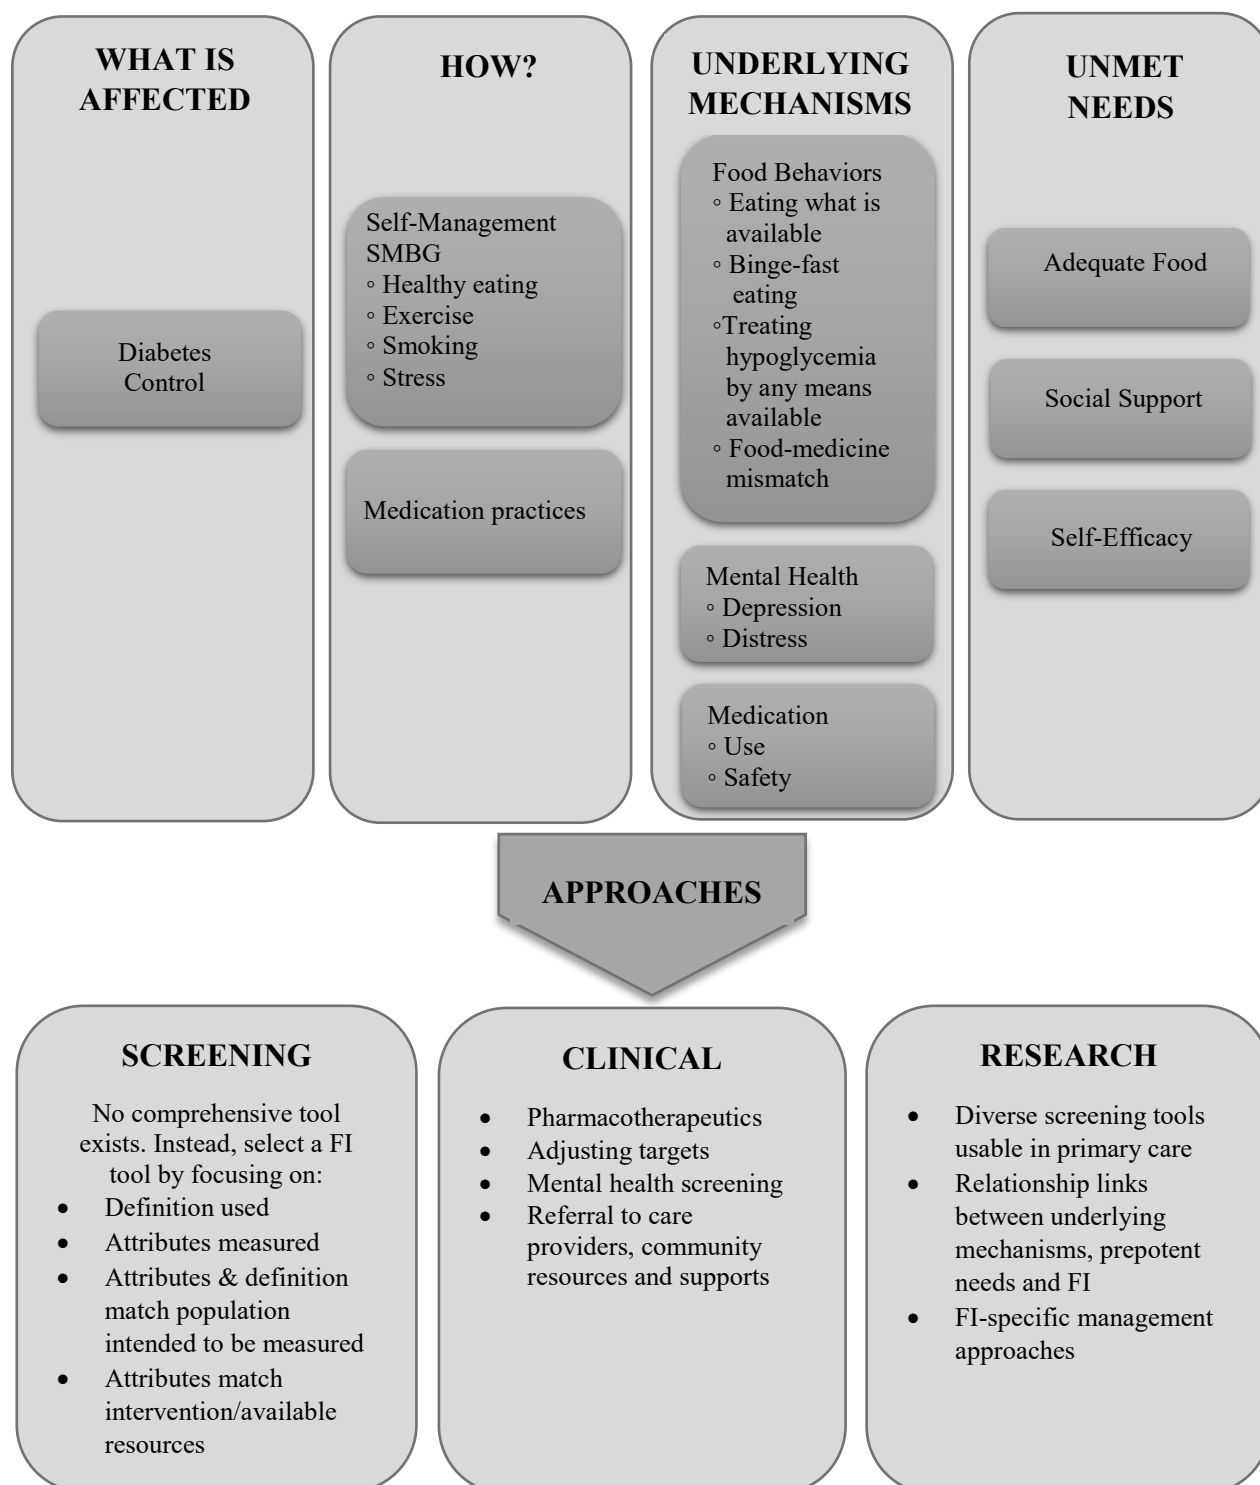 WHAT IS
AFFECTED
Diabetes
Control
HOW?
Self-Management
SMBG
◦ Healthy eating
◦ Exercise
◦ Smoking
◦ Stress
Medication practices
UNDERLYING
MECHANISMS
Food Behaviors
◦ Eating what is
available
◦ Binge-fast
eating
◦Treating
hypoglycemia
by any means
available
◦ Food-medicine
mismatch
Mental Health
◦ Depression
◦ Distress
Medication
◦ Use
◦ Safety
UNMET
NEEDS
Adequate Food
Social Support
Self-Efficacy
APPROACHES
SCREENING
No comprehensive tool
exists. Instead, select a FI
tool by focusing on:
• Definition used
• Attributes measured
• Attributes & definition
match population
intended to be measured
• Attributes match
intervention/available
resources
CLINICAL
• Pharmacotherapeutics
• Adjusting targets
• Mental health screening
• Referral to care
providers, community
resources and supports
RESEARCH
• Diverse screening tools
usable in primary care
• Relationship links
between underlying
mechanisms, prepotent
needs and FI
• FI-specific management
approaches